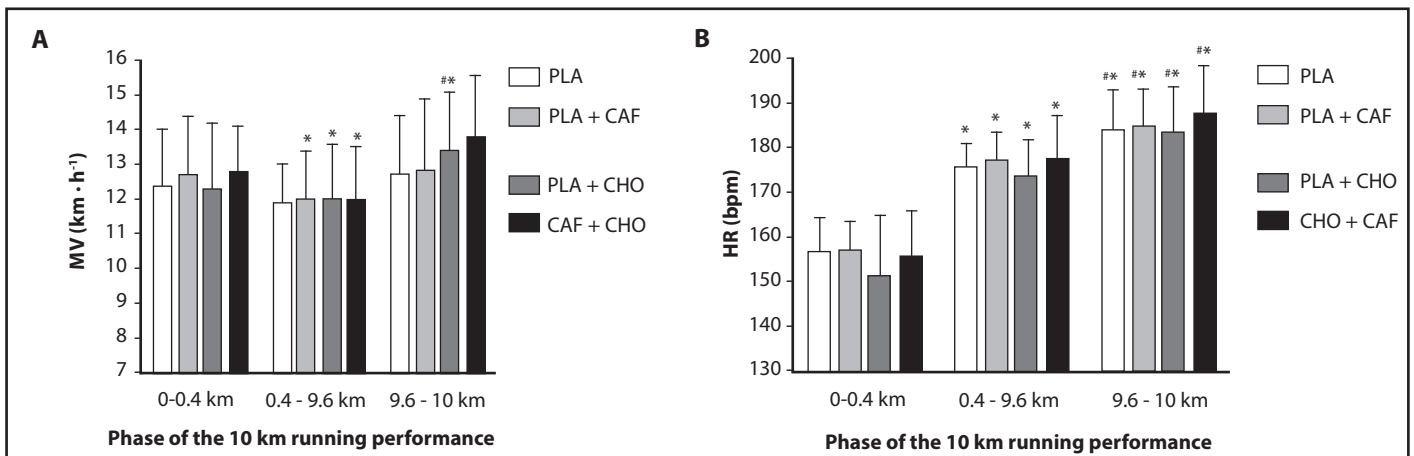 A
MV (km · h⁻¹)
16
15
14
13
12
11
10
9
8
7
#*
* * *
0-0.4 km 0.4 - 9.6 km 9.6 - 10 km
Phase of the 10 km running performance
PLA
PLA + CAF
PLA + CHO
CAF + CHO
B
HR (bpm)
200
190
180
170
160
150
140
130
* * * *
#* #* #* #*
0-0.4 km 0.4 - 9.6 km 9.6 - 10 km
Phase of the 10 km running performance
PLA
PLA + CAF
PLA + CHO
CHO + CAF